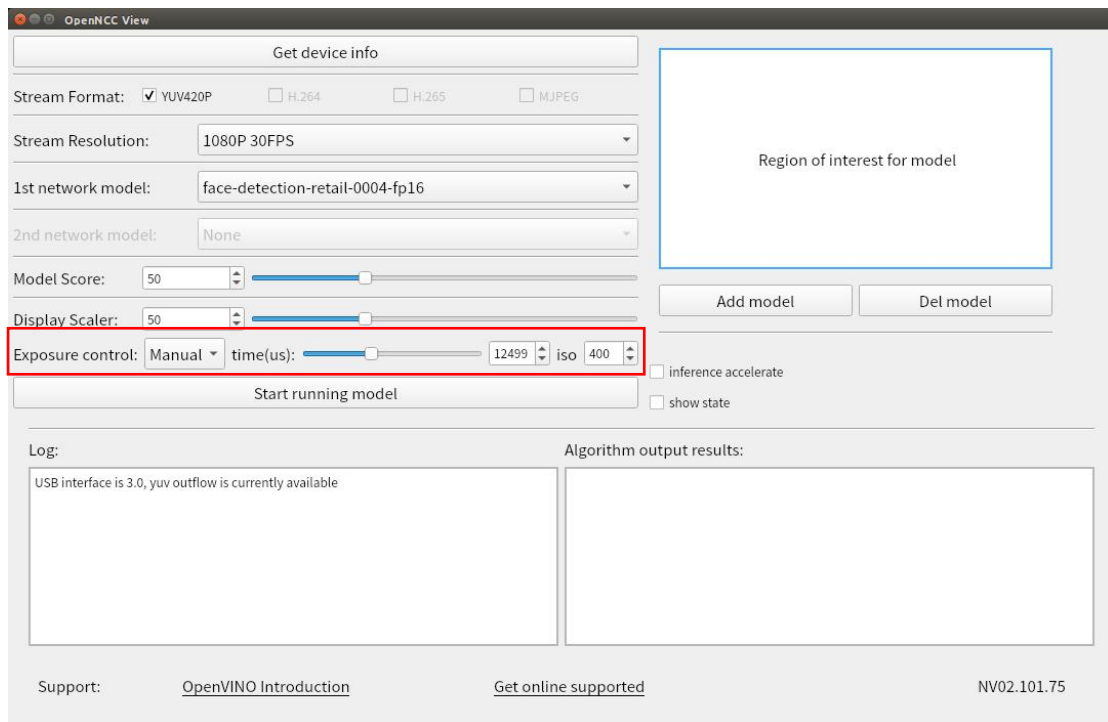 OpenNCC View
Get device info
Stream Format: YUV420P H.264 H.265 MJPEG
Stream Resolution: 1080P 30FPS
1st network model: face-detection-retail-0004-fp16
2nd network model: None
Model Score: 50
Display Scaler: 50
Exposure control: Manual time(us): 12499 iso 400
Start running model
Region of interest for model
Add model Del model
inference accelerate
show state
Log:
USB interface is 3.0, yuv outflow is currently available
Algorithm output results:
Support: OpenVINO Introduction Get online supported NV02.101.75